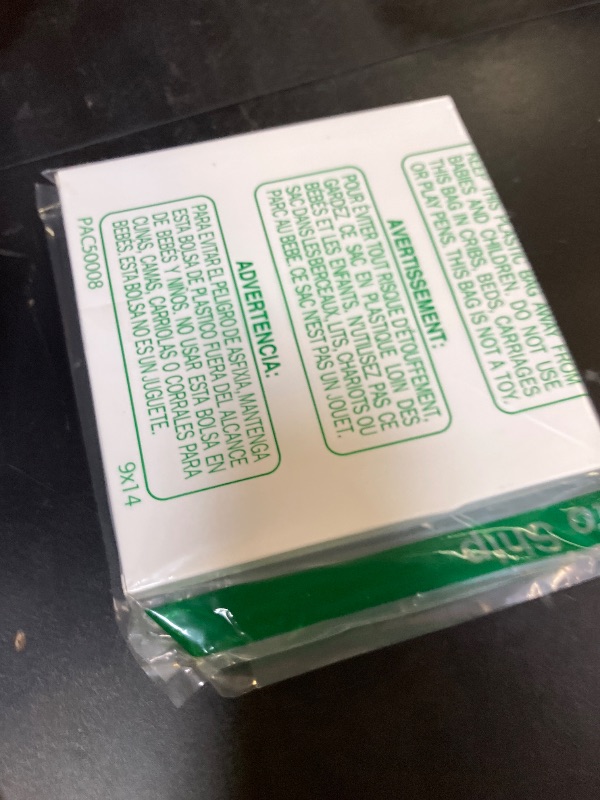 KEEP THIS PLASTIC BAG AWAY FROM
BABIES AND CHILDREN. DO NOT USE
THIS BAG IN CRIBS, BEDS, CARRIAGES
OR PLAY PENS. THIS BAG IS NOT A TOY.
AVERTISSEMENT:
POUR ÉVITER TOUT RISQUE D'ÉTOUFFEMENT,
GARDEZ CE SAC EN PLASTIQUE LOIN DES
BÉBÉS ET LES ENFANTS. N'UTILISEZ PAS CE
SAC DANS LES BERCEAUX, LITS, CHARIOTS OU
PARC AU BÉBÉ. CE SAC N'EST PAS UN JOUET.
ADVERTENCIA:
PARA EVITAR EL PELIGRO DE ASFIXIA, MANTENGA
ESTA BOLSA DE PLASTICO FUERA DEL ALCANCE
DE BEBES Y NIÑOS. NO USAR ESTA BOLSA EN
CUNAS, CAMAS, CARRIOLAS O CORRALES PARA
BEBES. ESTA BOLSA NO ES UN JUGUETE.
PAC50008
9x14